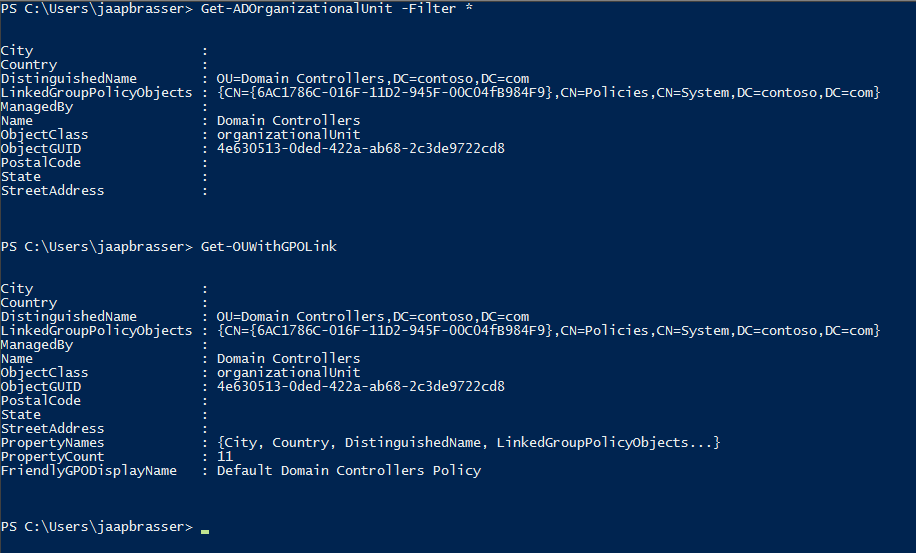 PS C:\Users\jaapbrasser> Get-ADOrganizationalUnit -Filter *
City                     :
Country                  :
DistinguishedName        : OU=Domain Controllers,DC=contoso,DC=com
LinkedGroupPolicyObjects : {CN={6AC1786C-016F-11D2-945F-00C04fB984F9},CN=Policies,CN=System,DC=contoso,DC=com}
ManagedBy                :
Name                     : Domain Controllers
ObjectClass              : organizationalUnit
ObjectGUID               : 4e630513-0ded-422a-ab68-2c3de9722cd8
PostalCode               :
State                    :
StreetAddress            :
PS C:\Users\jaapbrasser> Get-OUWithGPOLink
City                     :
Country                  :
DistinguishedName        : OU=Domain Controllers,DC=contoso,DC=com
LinkedGroupPolicyObjects : {CN={6AC1786C-016F-11D2-945F-00C04fB984F9},CN=Policies,CN=System,DC=contoso,DC=com}
ManagedBy                :
Name                     : Domain Controllers
ObjectClass              : organizationalUnit
ObjectGUID               : 4e630513-0ded-422a-ab68-2c3de9722cd8
PostalCode               :
State                    :
StreetAddress            :
PropertyNames            : {City, Country, DistinguishedName, LinkedGroupPolicyObjects...}
PropertyCount            : 11
FriendlyGPODisplayName   : Default Domain Controllers Policy
PS C:\Users\jaapbrasser>